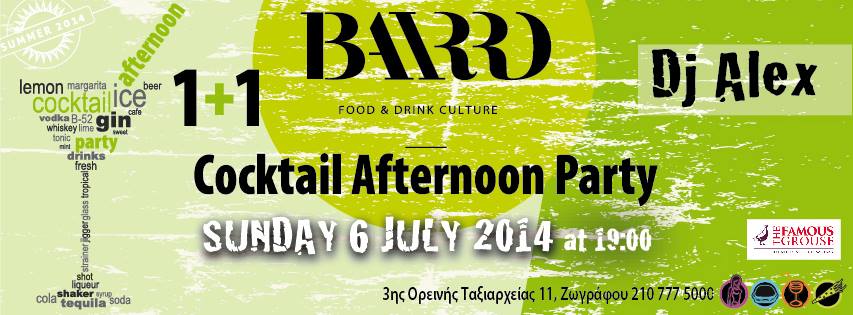 SUMMER 2014
afternoon
lemon margarita ice beer
cocktail cafe
vodka B-52 gin
whiskey lime sweet
tonic party
mint
drinks
fresh
tropical
glass
jigger
strainer
shot
liqueur
cola shaker syrup soda
tequila
1+1
BARRO
FOOD & DRINK CULTURE
Dj Alex
Cocktail Afternoon Party
SUNDAY 6 JULY 2014 at 19:00
THE FAMOUS GROUSE
3ης Ορεινής Ταξιαρχείας 11, Ζωγράφου 210 777 5000